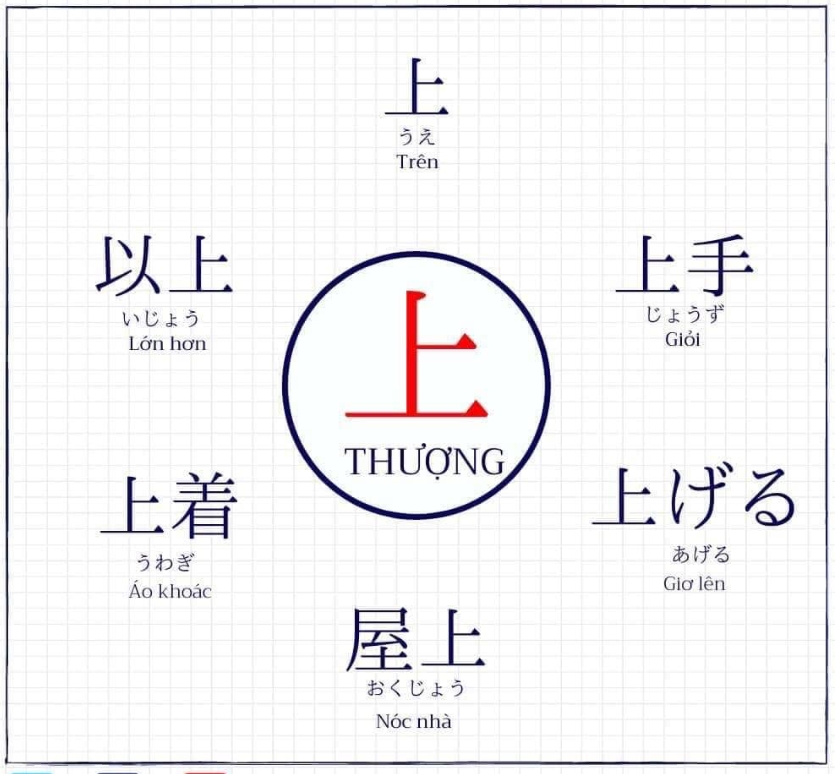 上
うえ
Trên
以上
いじょう
Lớn hơn
上手
じょうず
Giỏi
上
THƯỢNG
上着
うわぎ
Áo khoác
上げる
あげる
Giơ lên
屋上
おくじょう
Nóc nhà